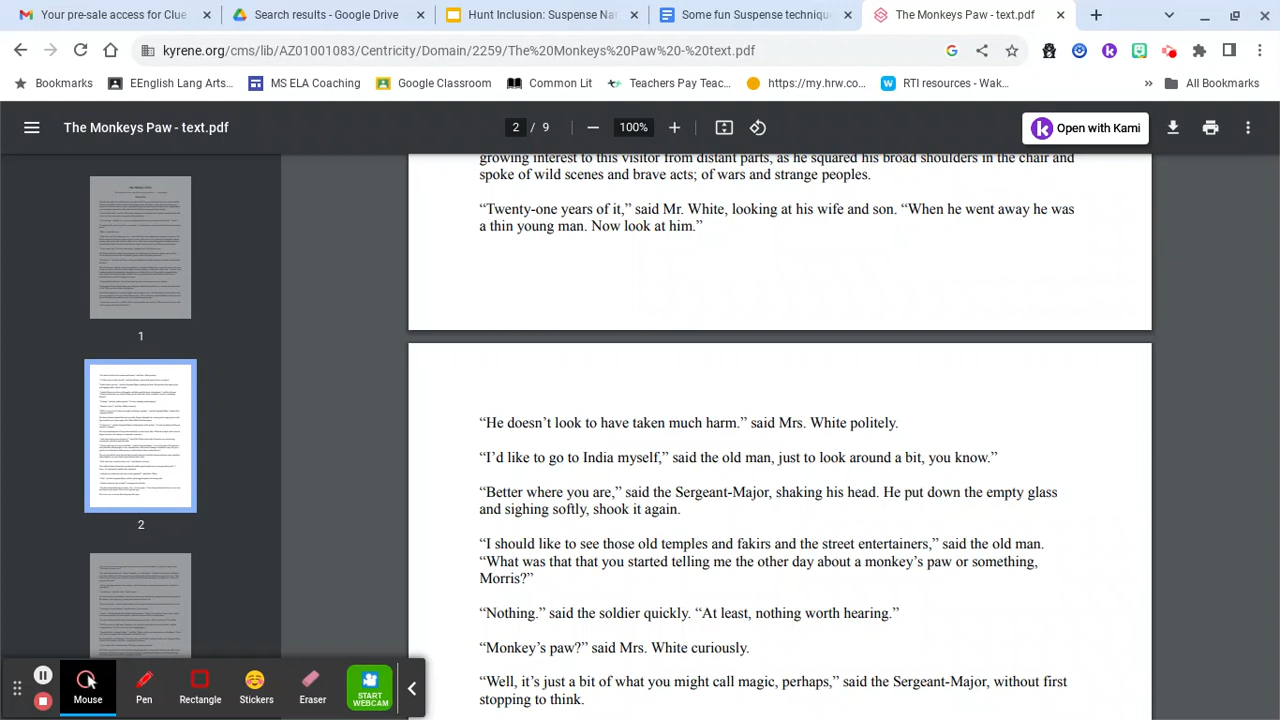 Your pre-sale access for Clue
Search results - Google Drive
Hunt Inclusion: Suspense Nar
Some fun Suspense technique
The Monkeys Paw - text.pdf
kyrene.org/cms/lib/AZ01001083/Centricity/Domain/2259/The%20Monkeys%20Paw%20-%20text.pdf
Bookmarks
EEnglish Lang Arts...
MS ELA Coaching
Google Classroom
Common Lit
Teachers Pay Teac...
https://my.hrw.co...
RTI resources - Wak...
»
All Bookmarks
The Monkeys Paw - text.pdf
2 / 9
100%
Open with Kami
growing interest to this visitor from distant parts, as he squared his broad shoulders in the chair and
spoke of wild scenes and brave acts; of wars and strange peoples.
“Twenty-one years of it,” said Mr. White, looking at his wife and son. “When he went away he was
a thin young man. Now look at him.”
“He doesn’t look to have taken much harm.” said Mrs. White politely.
“I’d like to go to India myself,” said the old man, just to look around a bit, you know.”
“Better where you are,” said the Sergeant-Major, shaking his head. He put down the empty glass
and sighing softly, shook it again.
“I should like to see those old temples and fakirs and the street entertainers,” said the old man.
“What was that that you started telling me the other day about a monkey’s paw or something,
Morris?”
“Nothing.” said the soldier quickly. “At least, nothing worth hearing.”
“Monkey’s paw?” said Mrs. White curiously.
“Well, it’s just a bit of what you might call magic, perhaps,” said the Sergeant-Major, without first
stopping to think.
1
2
Mouse
Pen
Rectangle
Stickers
Eraser
START
WEBCAM